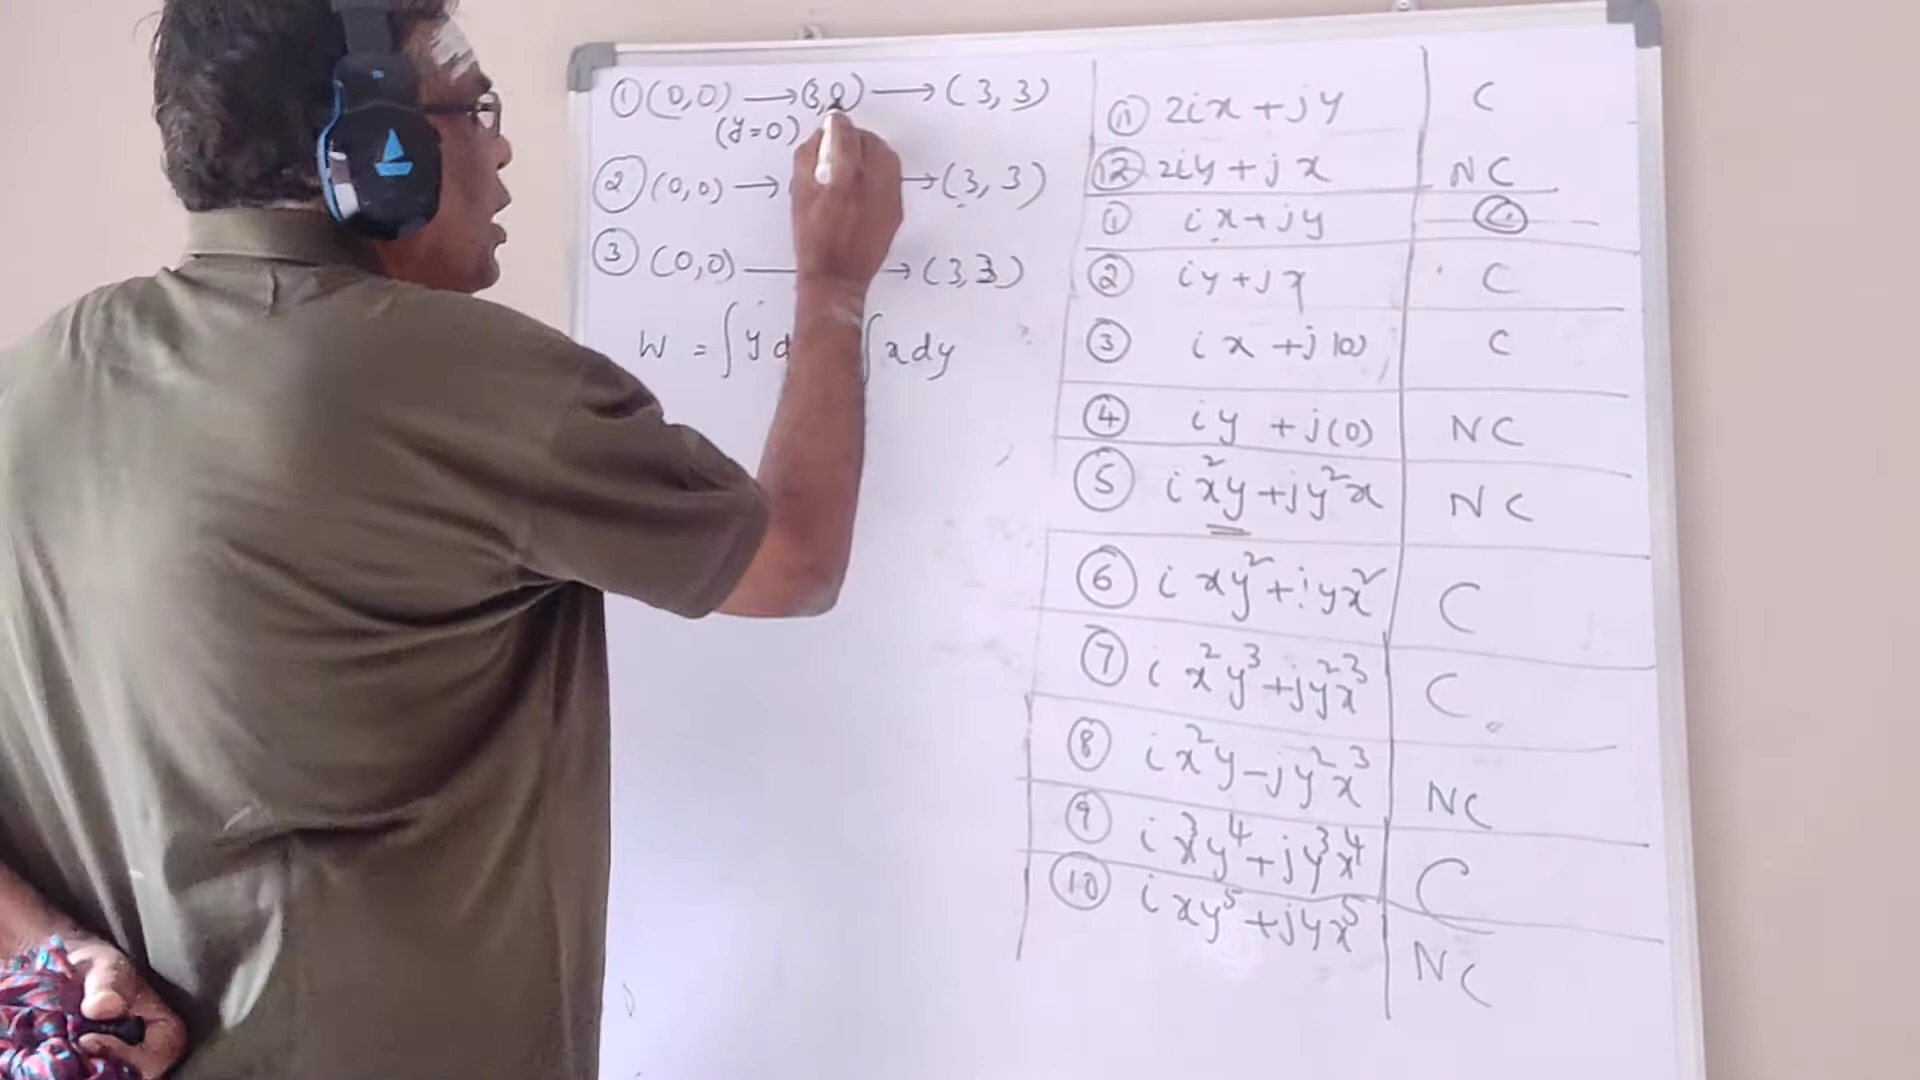 ① (0,0) → (3,0) → (3,3)
(y=0)
② (0,0) → → (3,3)
③ (0,0) → (3,3)
W = ∫y d ∫x dy
⑪ 2ix + jy C
⑫ 2iy + jx NC
① ix + jy C
② iy + jx C
③ ix + j(0) C
④ iy + j(0) NC
⑤ ix²y + jy²x NC
⑥ ixy² + jyx² C
⑦ ix²y³ + jy²x³ C
⑧ ix²y - jy²x³ NC
⑨ ix³y⁴ + jy³x⁴ C
⑩ ixy⁵ + jyx⁵ NC